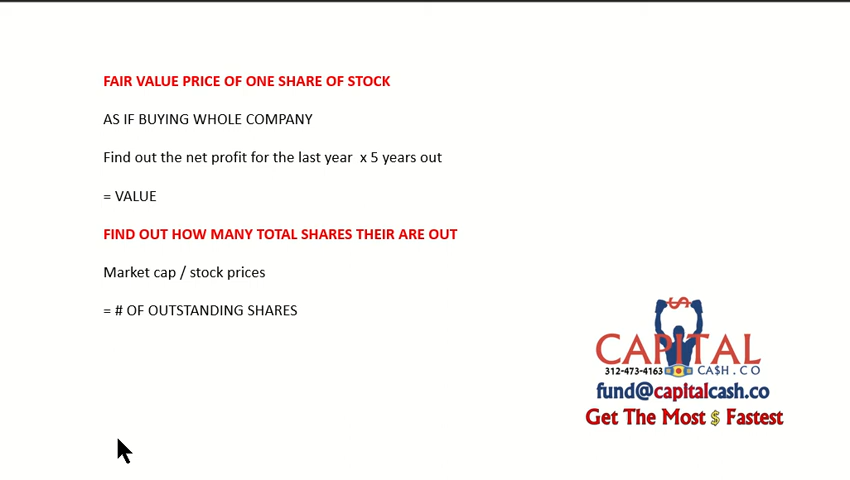 FAIR VALUE PRICE OF ONE SHARE OF STOCK
AS IF BUYING WHOLE COMPANY
Find out the net profit for the last year  x 5 years out
= VALUE
FIND OUT HOW MANY TOTAL SHARES THEIR ARE OUT
Market cap / stock prices
= # OF OUTSTANDING SHARES
$
CAPITAL
312-473-4163 CA$H.CO
fund@capitalcash.co
Get The Most $ Fastest